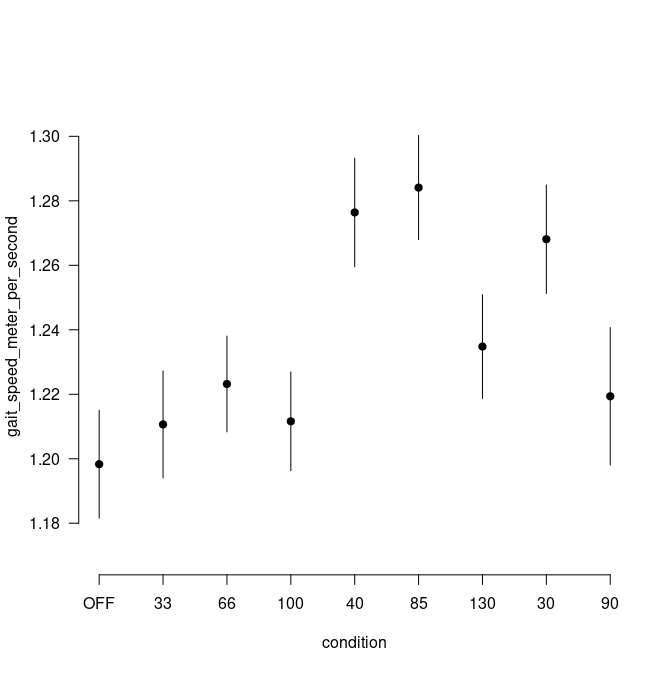 1.30
1.28
1.26
1.24
1.22
1.20
1.18
gait_speed_meter_per_second
OFF 33 66 100 40 85 130 30 90
condition